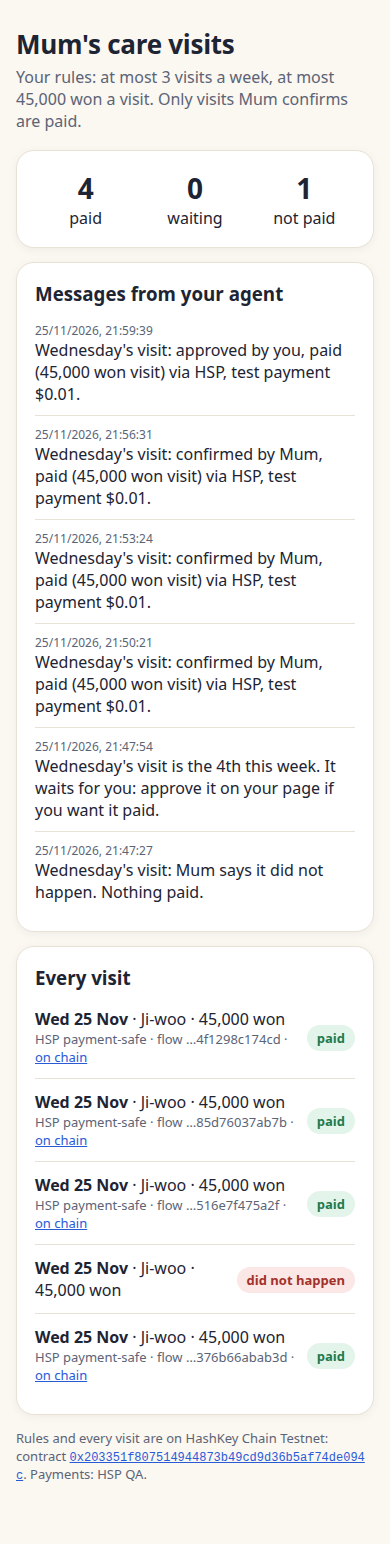 Mum's care visits
Your rules: at most 3 visits a week, at most
45,000 won a visit. Only visits Mum confirms
are paid.
4
paid
0
waiting
1
not paid
Messages from your agent
25/11/2026, 21:59:39
Wednesday's visit: approved by you, paid
(45,000 won visit) via HSP, test payment
$0.01.
25/11/2026, 21:56:31
Wednesday's visit: confirmed by Mum,
paid (45,000 won visit) via HSP, test
payment $0.01.
25/11/2026, 21:53:24
Wednesday's visit: confirmed by Mum,
paid (45,000 won visit) via HSP, test
payment $0.01.
25/11/2026, 21:50:21
Wednesday's visit: confirmed by Mum,
paid (45,000 won visit) via HSP, test
payment $0.01.
25/11/2026, 21:47:54
Wednesday's visit is the 4th this week. It
waits for you: approve it on your page if
you want it paid.
25/11/2026, 21:47:27
Wednesday's visit: Mum says it did not
happen. Nothing paid.
Every visit
Wed 25 Nov · Ji-woo · 45,000 won
HSP payment-safe · flow …4f1298c174cd ·
on chain
paid
Wed 25 Nov · Ji-woo · 45,000 won
HSP payment-safe · flow …85d76037ab7b ·
on chain
paid
Wed 25 Nov · Ji-woo · 45,000 won
HSP payment-safe · flow …516e7f475a2f ·
on chain
paid
Wed 25 Nov · Ji-woo ·
45,000 won
did not happen
Wed 25 Nov · Ji-woo · 45,000 won
HSP payment-safe · flow …376b66abab3d ·
on chain
paid
Rules and every visit are on HashKey Chain Testnet:
contract 0x203351f807514944873b49cd9d36b5af74de094
c. Payments: HSP QA.